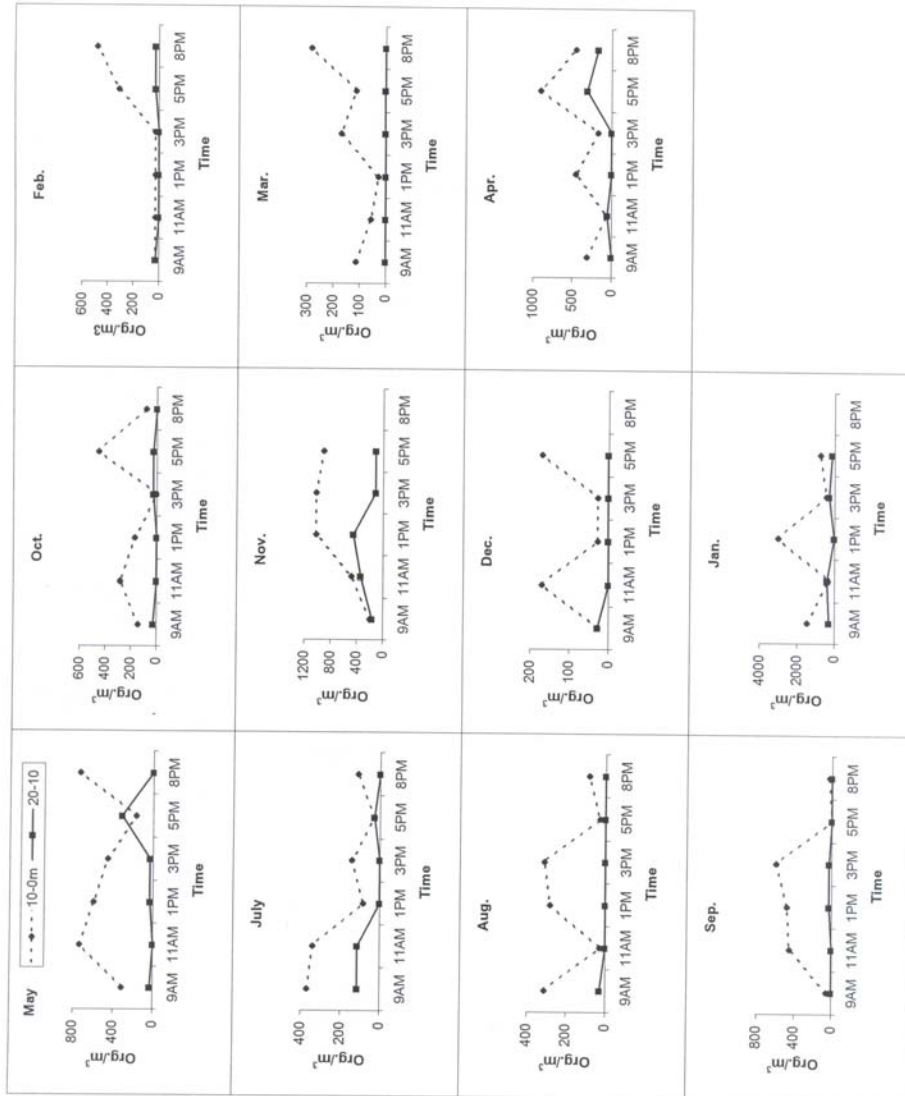 May
10-0m
20-10
Org./m³
800
400
0
9AM 11AM 1PM 3PM 5PM 8PM
Time
Oct.
Org./m³
600
400
200
0
9AM 11AM 1PM 3PM 5PM 8PM
Time
Feb.
Org./m3
600
400
200
0
9AM 11AM 1PM 3PM 5PM 8PM
Time
July
Org./m³
400
200
0
9AM 11AM 1PM 3PM 5PM 8PM
Time
Nov.
Org./m³
1200
800
400
0
9AM 11AM 1PM 3PM 5PM 8PM
Time
Mar.
Org./m³
300
200
100
0
9AM 11AM 1PM 3PM 5PM 8PM
Time
Aug.
Org./m³
400
200
0
9AM 11AM 1PM 3PM 5PM 8PM
Time
Dec.
Org./m³
200
100
0
9AM 11AM 1PM 3PM 5PM 8PM
Time
Apr.
Org./m³
1000
500
0
9AM 11AM 1PM 3PM 5PM 8PM
Time
Sep.
Org./m³
800
400
0
9AM 11AM 1PM 3PM 5PM 8PM
Time
Jan.
Org./m³
4000
2000
0
9AM 11AM 1PM 3PM 5PM 8PM
Time